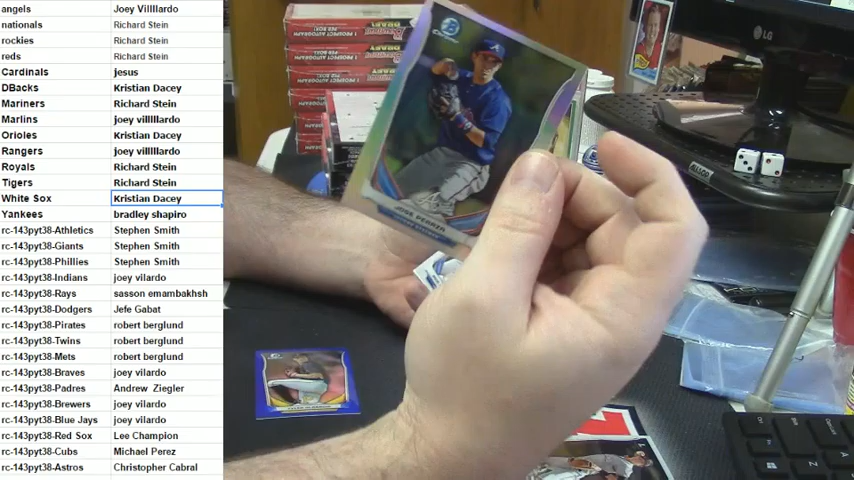 angels Joey Villllardo
nationals Richard Stein
rockies Richard Stein
reds Richard Stein
Cardinals jesus
DBacks Kristian Dacey
Mariners Richard Stein
Marlins joey villlllardo
Orioles Kristian Dacey
Rangers joey villlllardo
Royals Richard Stein
Tigers Richard Stein
White Sox Kristian Dacey
Yankees bradley shapiro
rc-143pyt38-Athletics Stephen Smith
rc-143pyt38-Giants Stephen Smith
rc-143pyt38-Phillies Stephen Smith
rc-143pyt38-Indians joey vilardo
rc-143pyt38-Rays sasson emambakhsh
rc-143pyt38-Dodgers Jefe Gabat
rc-143pyt38-Pirates robert berglund
rc-143pyt38-Twins robert berglund
rc-143pyt38-Mets robert berglund
rc-143pyt38-Braves joey vilardo
rc-143pyt38-Padres Andrew Ziegler
rc-143pyt38-Brewers joey vilardo
rc-143pyt38-Blue Jays joey vilardo
rc-143pyt38-Red Sox Lee Champion
rc-143pyt38-Cubs Michael Perez
rc-143pyt38-Astros Christopher Cabral
LG